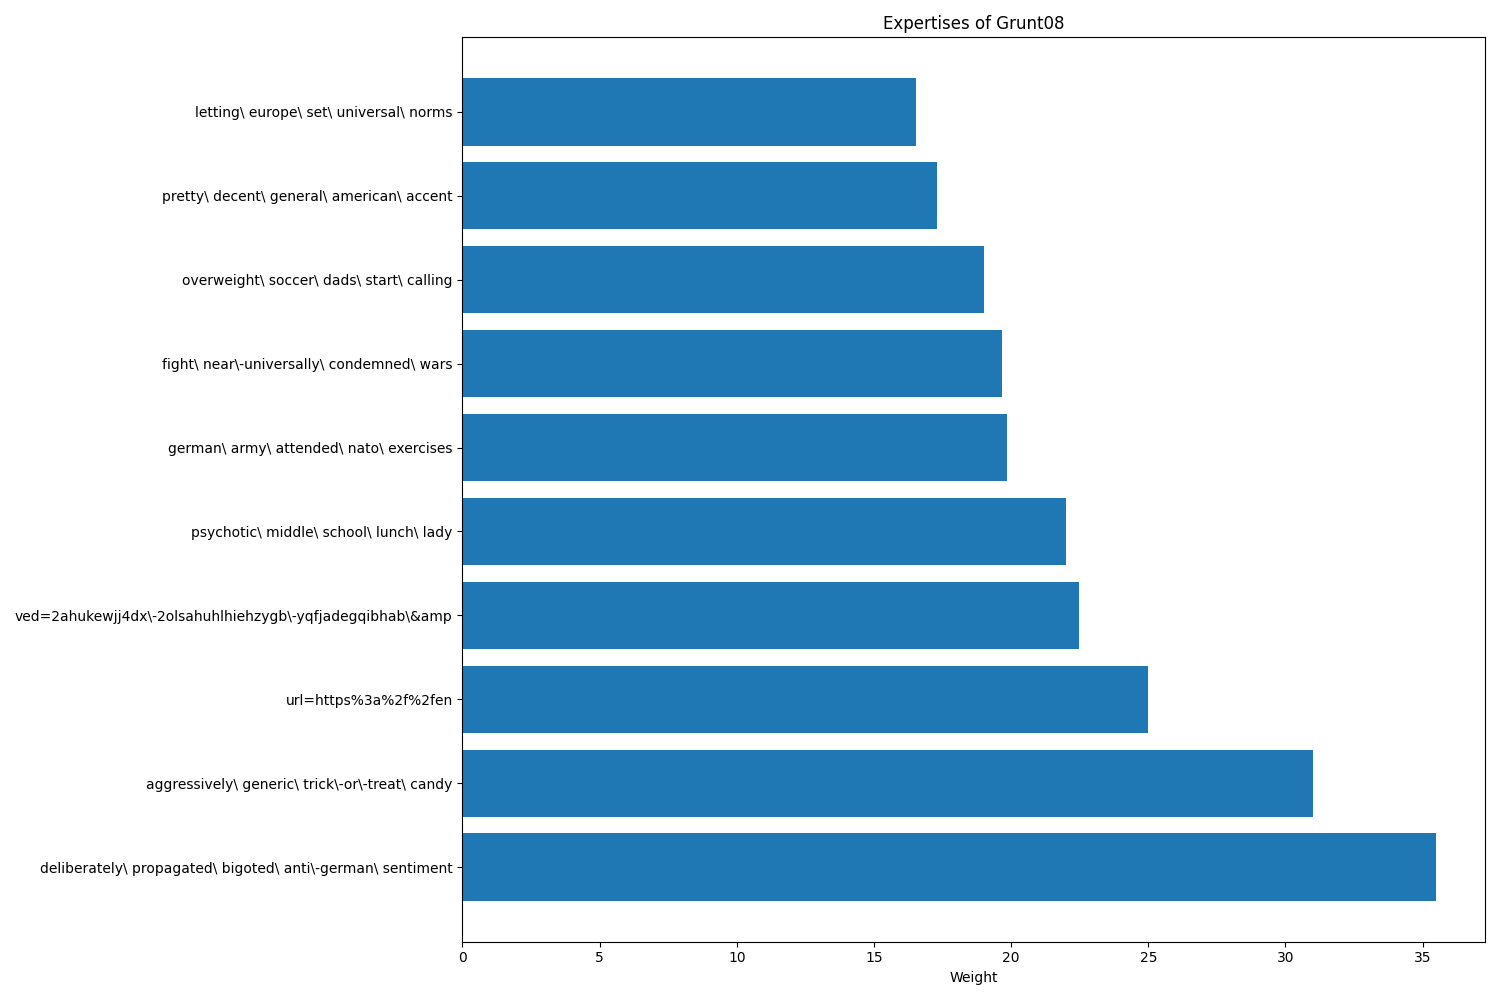 Expertises of Grunt08
letting\ europe\ set\ universal\ norms
pretty\ decent\ general\ american\ accent
overweight\ soccer\ dads\ start\ calling
fight\ near\-universally\ condemned\ wars
german\ army\ attended\ nato\ exercises
psychotic\ middle\ school\ lunch\ lady
ved=2ahukewjj4dx\-2olsahuhlhiehzygb\-yqfjadegqibhab\&amp
url=https%3a%2f%2fen
aggressively\ generic\ trick\-or\-treat\ candy
deliberately\ propagated\ bigoted\ anti\-german\ sentiment
0 5 10 15 20 25 30 35
Weight